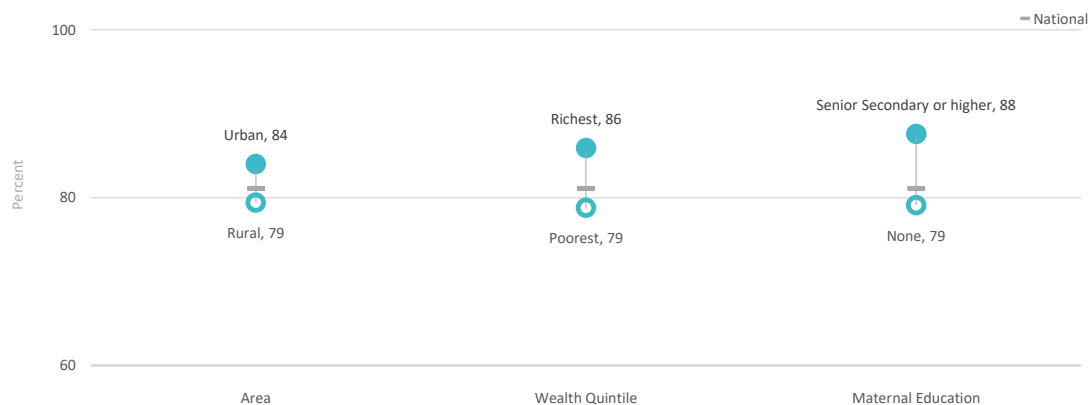 National
100
Senior Secondary or higher, 88
Richest, 86
Urban, 84
Percent
80
Rural, 79
Poorest, 79
None, 79
60
Area
Wealth Quintile
Maternal Education